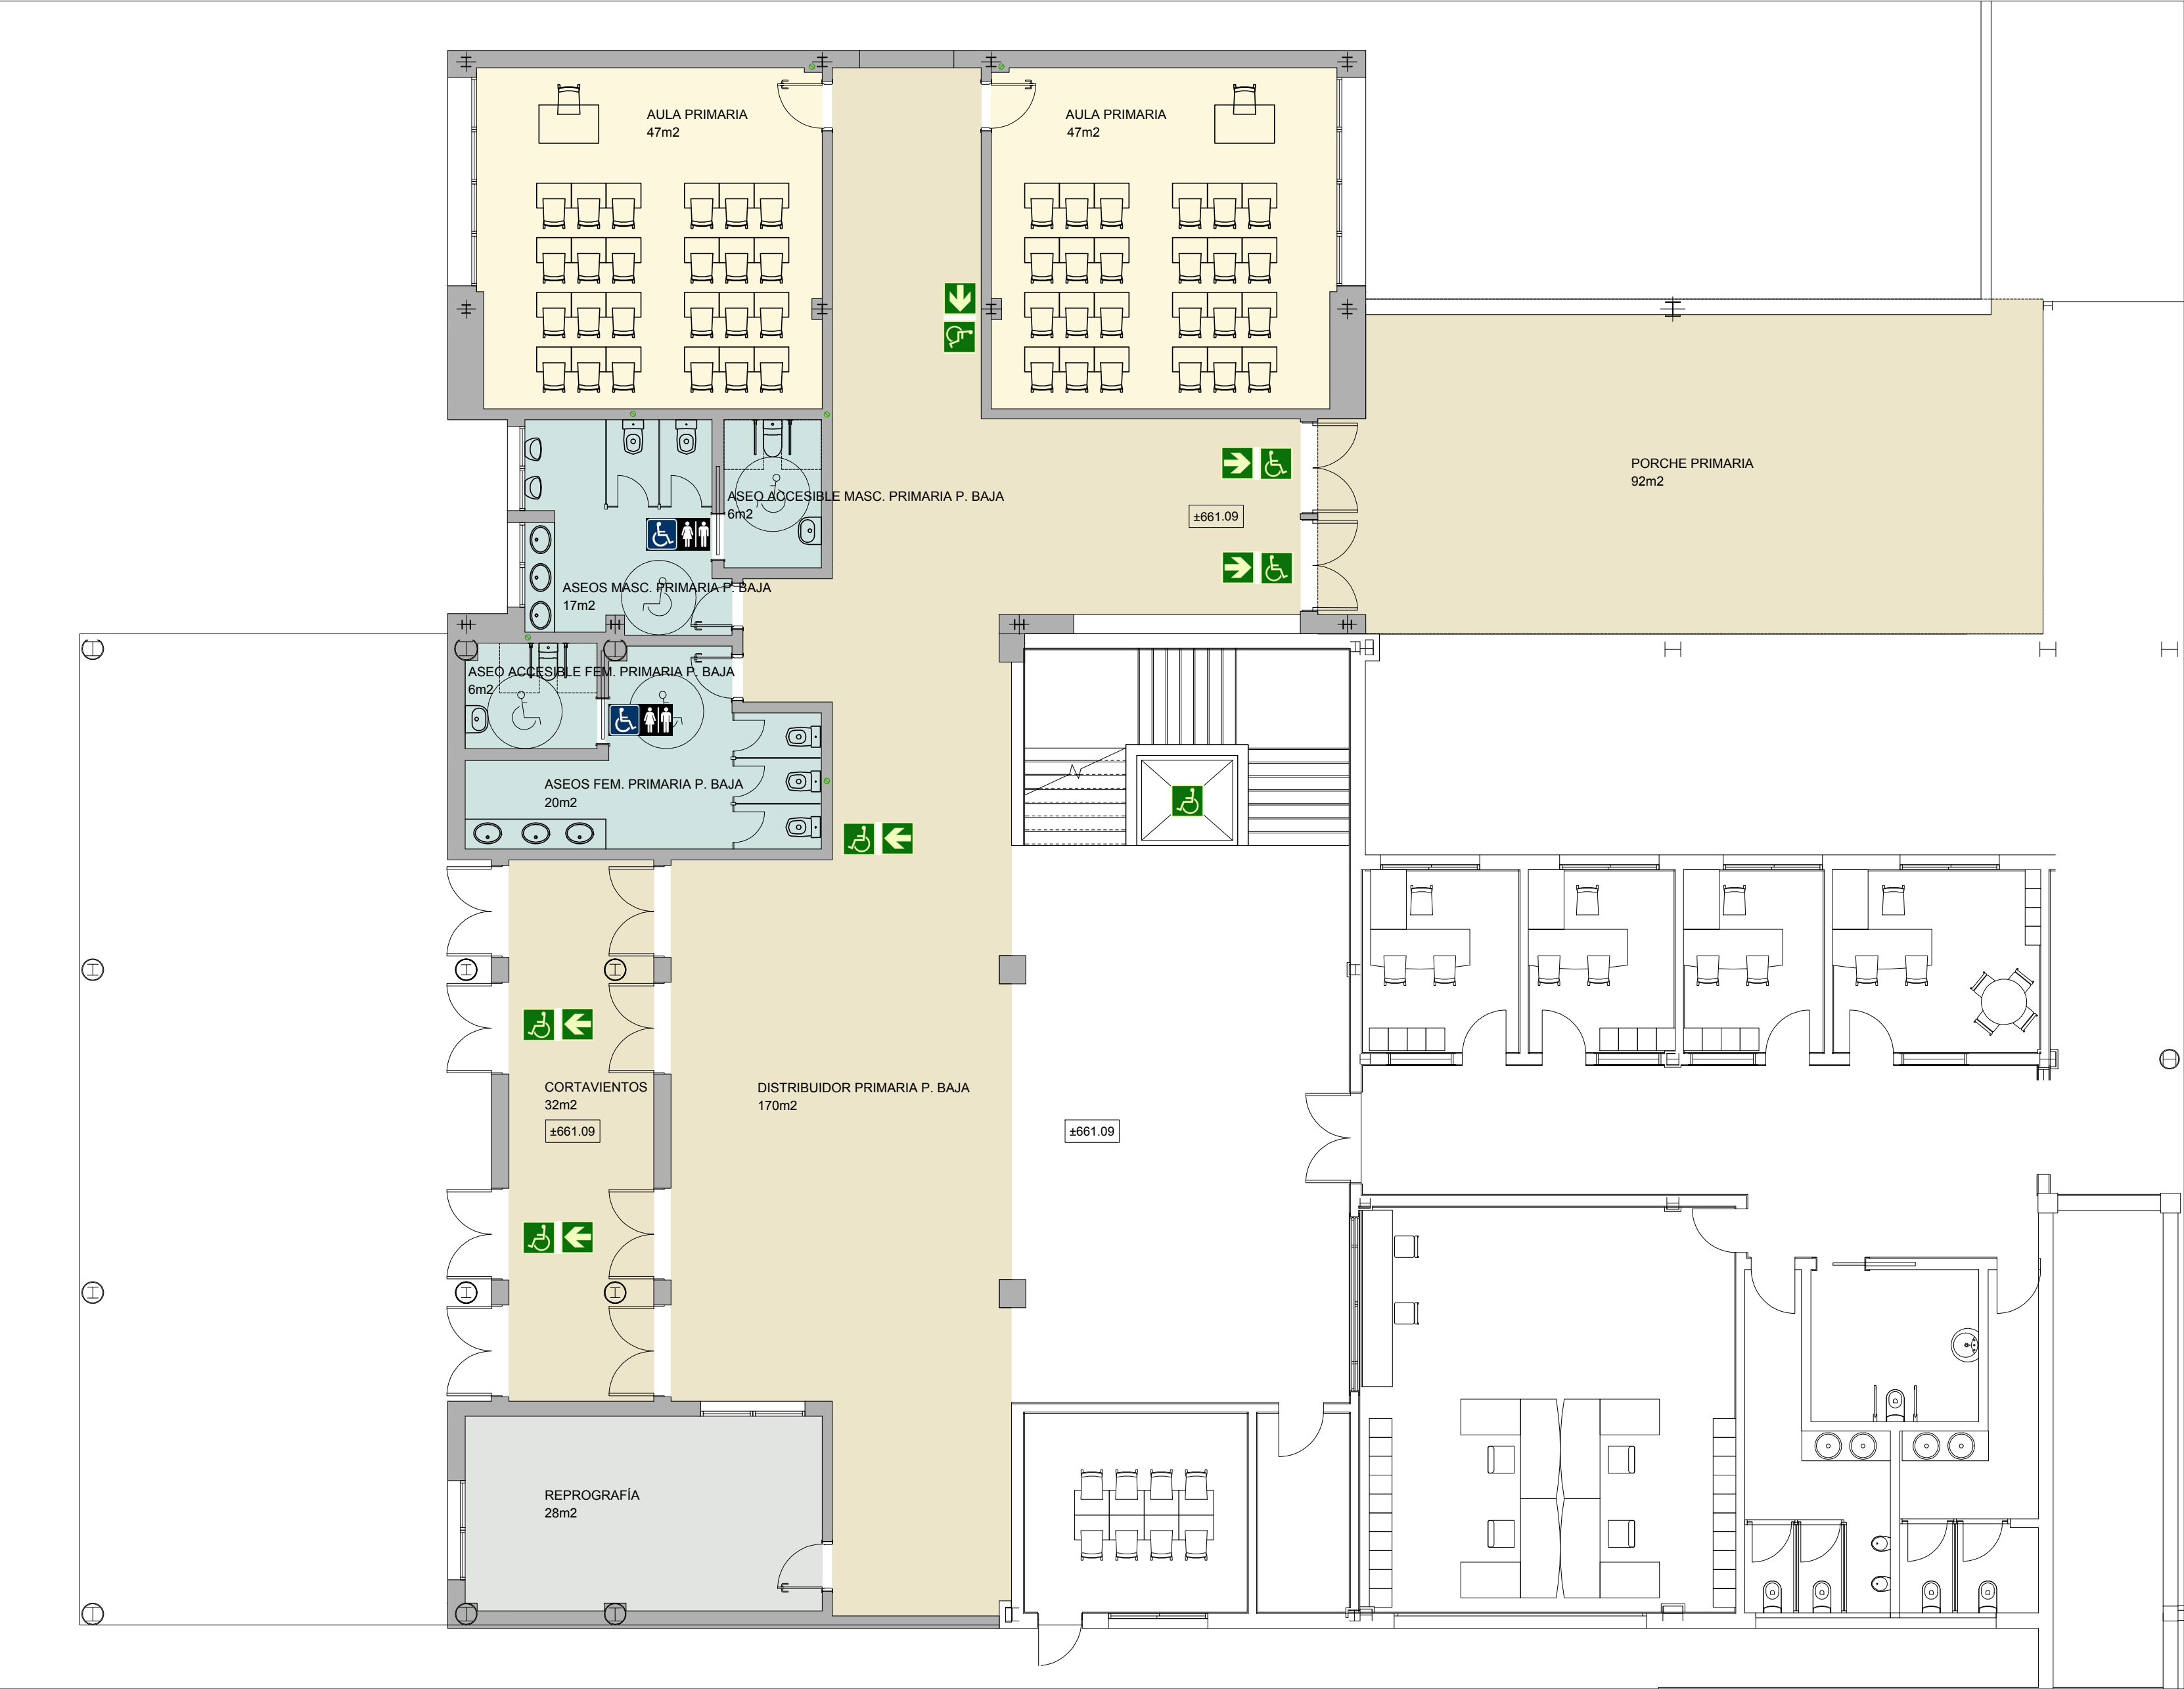 AULA PRIMARIA
47m2
AULA PRIMARIA
47m2
PORCHE PRIMARIA
92m2
ASEO ACCESIBLE MASC. PRIMARIA P. BAJA
6m2
±661.09
ASEOS MASC. PRIMARIA P. BAJA
17m2
ASEO ACCESIBLE FEM. PRIMARIA P. BAJA
6m2
ASEOS FEM. PRIMARIA P. BAJA
20m2
CORTAVIENTOS
32m2
±661.09
DISTRIBUIDOR PRIMARIA P. BAJA
170m2
±661.09
REPROGRAFÍA
28m2